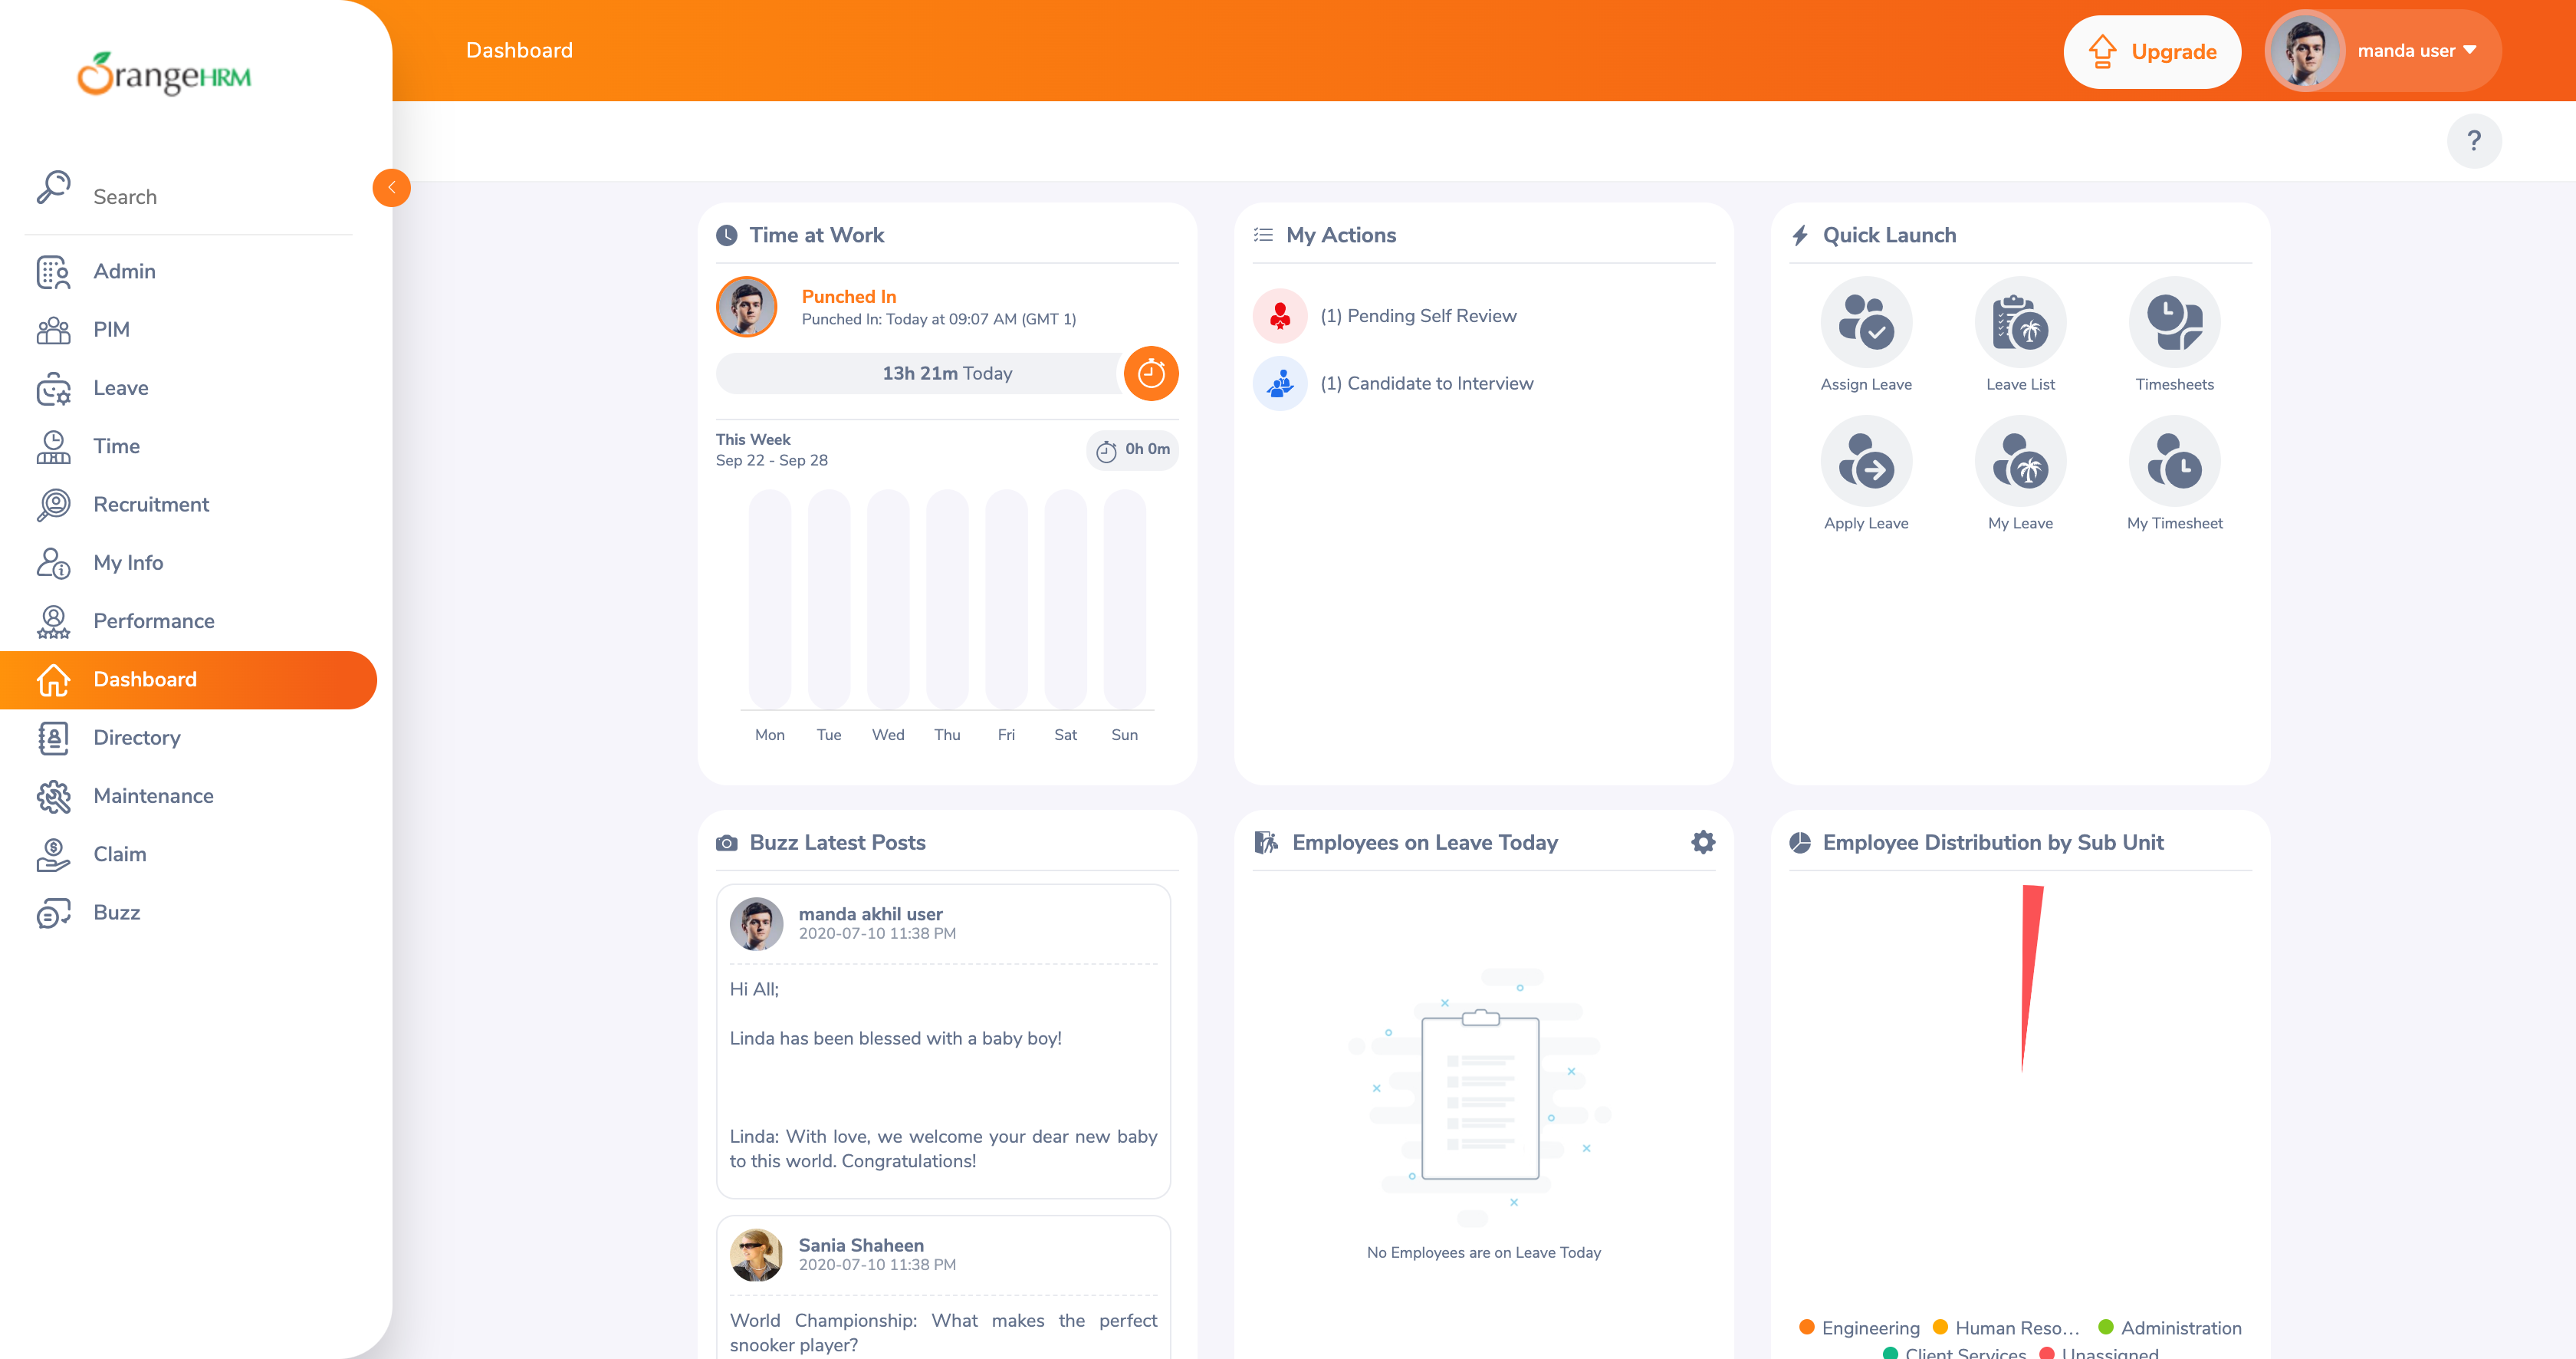 OrangeHRM
Search
Admin
PIM
Leave
Time
Recruitment
My Info
Performance
Dashboard
Directory
Maintenance
Claim
Buzz
Dashboard
Upgrade
manda user
?
Time at Work
Punched In
Punched In: Today at 09:07 AM (GMT 1)
13h 21m Today
This Week
Sep 22 - Sep 28
0h 0m
Mon Tue Wed Thu Fri Sat Sun
My Actions
(1) Pending Self Review
(1) Candidate to Interview
Quick Launch
Assign Leave
Leave List
Timesheets
Apply Leave
My Leave
My Timesheet
Buzz Latest Posts
manda akhil user
2020-07-10 11:38 PM
Hi All;
Linda has been blessed with a baby boy!
Linda: With love, we welcome your dear new baby
to this world. Congratulations!
Sania Shaheen
2020-07-10 11:38 PM
World Championship: What makes the perfect
snooker player?
Employees on Leave Today
No Employees are on Leave Today
Employee Distribution by Sub Unit
Engineering Human Reso... Administration
Client Services Unassigned